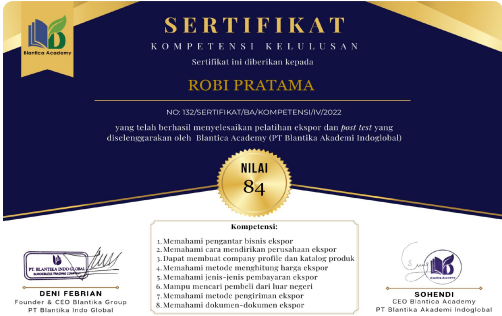 Blantica Academy
SERTIFIKAT
KOMPETENSI KELULUSAN
Sertifikat ini diberikan kepada
ROBI PRATAMA
NO: 132/SERTIFIKAT/BA/KOMPETENSI/IV/2022
yang telah berhasil menyelesaikan pelatihan ekspor dan post test yang
diselenggarakan oleh Blantica Academy (PT Blantika Akademi Indoglobal)
NILAI
84
Kompetensi:
1. Memahami pengantar bisnis ekspor
2. Memahami cara mendirikan perusahaan ekspor
3. Dapat membuat company profile dan katalog produk
4. Memahami metode menghitung harga ekspor
5. Memahami jenis-jenis pembayaran ekspor
6. Mampu mencari pembeli dari luar negeri
7. Memahami metode pengiriman ekspor
8. Memahami dokumen-dokumen ekspor
PT. BLANTIKA INDO GLOBAL
DENI FEBRIAN
Founder & CEO Blantika Group
PT Blantika Indo Global
SOHENDI
CEO Blantica Academy
PT Blantika Akademi Indoglobal